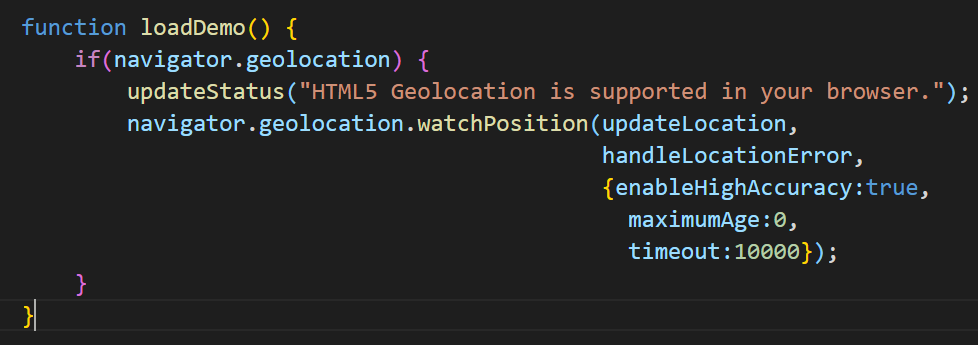 function loadDemo() {
    if(navigator.geolocation) {
        updateStatus("HTML5 Geolocation is supported in your browser.");
        navigator.geolocation.watchPosition(updateLocation,
                                            handleLocationError,
                                            {enableHighAccuracy:true,
                                              maximumAge:0,
                                              timeout:10000});
    }
}